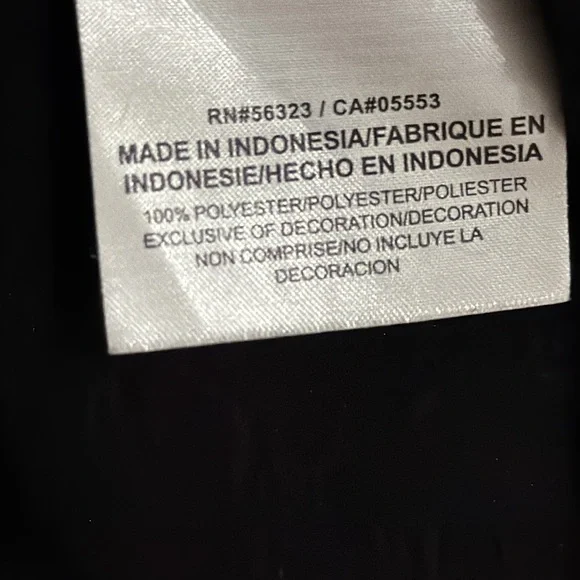 RN#56323 / CA#05553
MADE IN INDONESIA/FABRIQUE EN
INDONESIE/HECHO EN INDONESIA
100% POLYESTER/POLYESTER/POLIESTER
EXCLUSIVE OF DECORATION/DECORATION
NON COMPRISE/NO INCLUYE LA
DECORACION